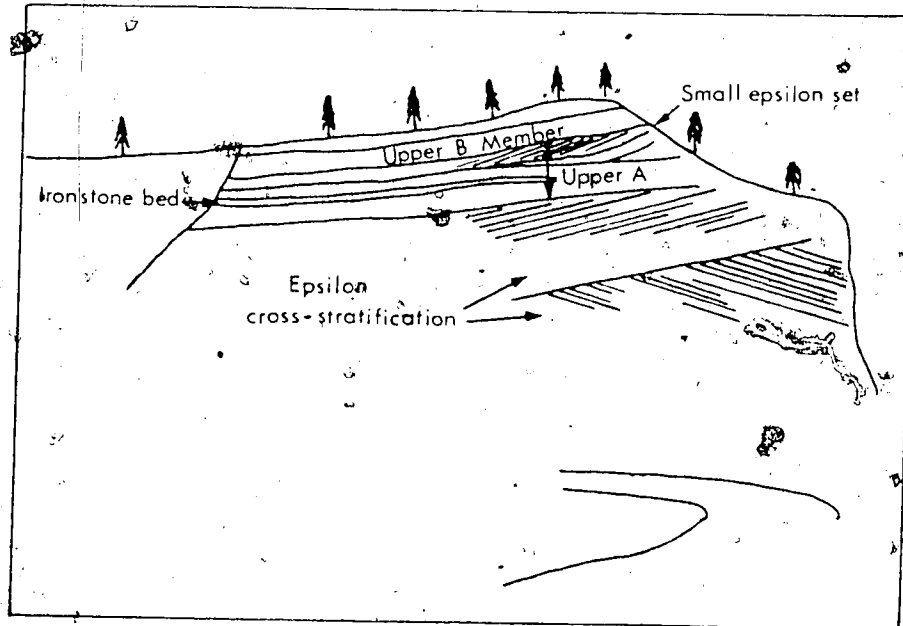 Small epsilon set
Upper B Member
Upper A
Ironstone bed
Epsilon
cross-stratification